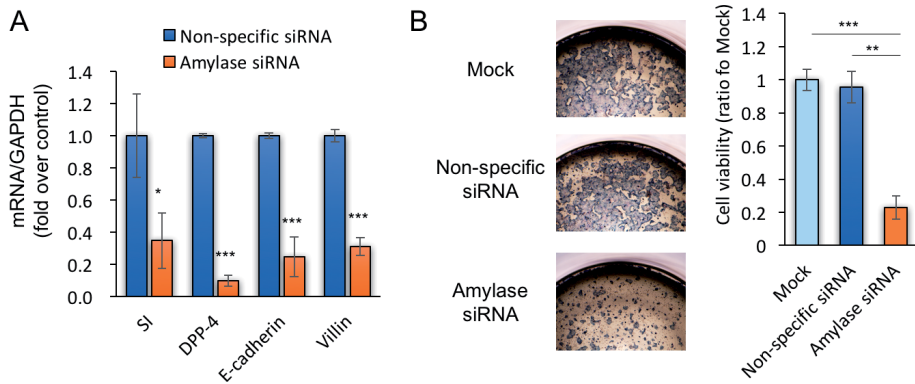 A
Non-specific siRNA
Amylase siRNA
mRNA/GAPDH
(fold over control)
1.4
1.2
1.0
0.8
0.6
0.4
0.2
0.0
*
***
***
***
SI
DPP-4
E-cadherin
Villin
B
Mock
Non-specific
siRNA
Amylase
siRNA
Cell viability (ratio fo Mock)
1.4
1.2
1
0.8
0.6
0.4
0.2
0
***
**
Mock
Non-specific siRNA
Amylase siRNA